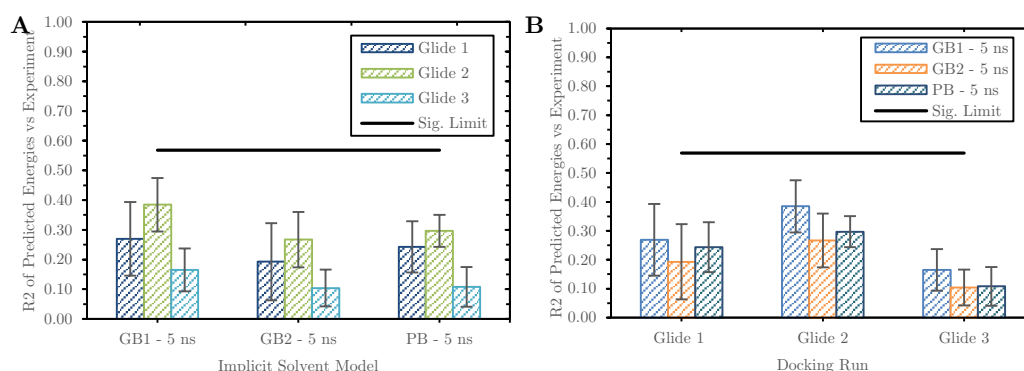 A
R2 of Predicted Energies vs Experiment
1.00
0.90
0.80
0.70
0.60
0.50
0.40
0.30
0.20
0.10
0.00
Glide 1
Glide 2
Glide 3
Sig. Limit
GB1 - 5 ns
GB2 - 5 ns
PB - 5 ns
Implicit Solvent Model
B
R2 of Predicted Energies vs Experiment
1.00
0.90
0.80
0.70
0.60
0.50
0.40
0.30
0.20
0.10
0.00
GB1 - 5 ns
GB2 - 5 ns
PB - 5 ns
Sig. Limit
Glide 1
Glide 2
Glide 3
Docking Run